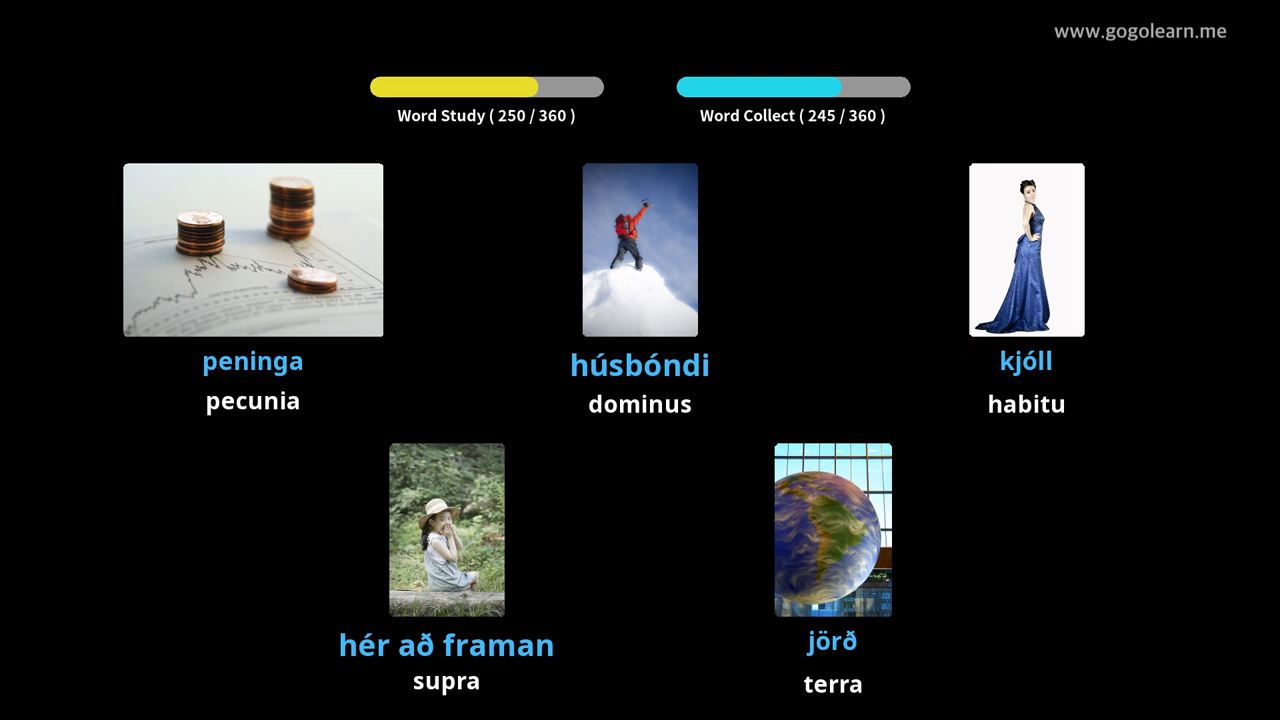 www.gogolearn.me
Word Study ( 250 / 360 )
Word Collect ( 245 / 360 )
peninga
pecunia
húsbóndi
dominus
kjóll
habitu
hér að framan
supra
jörð
terra